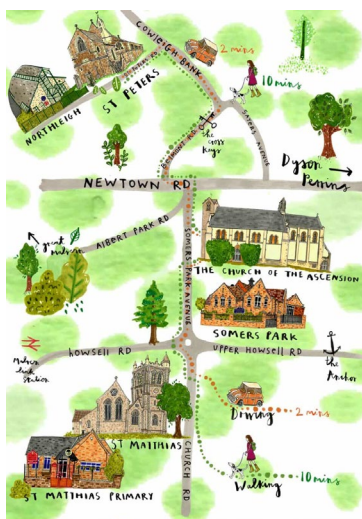 COWLEIGH BANK
2 mins
10 mins
NORTHLEIGH
ST PETERS
the Cross Keys
Dyson Perrins
NEWTOWN RD
great malvern
ALBERT PARK RD
SOMERS PARK AVENUE
THE CHURCH OF THE ASCENSION
SOMERS PARK
HOWSELL RD
UPPER HOWSELL RD
Malvern link Station
the Anchor
Driving
2 mins
ST MATTHIAS
CHURCH RD
Walking
10 mins
ST MATTHIAS PRIMARY